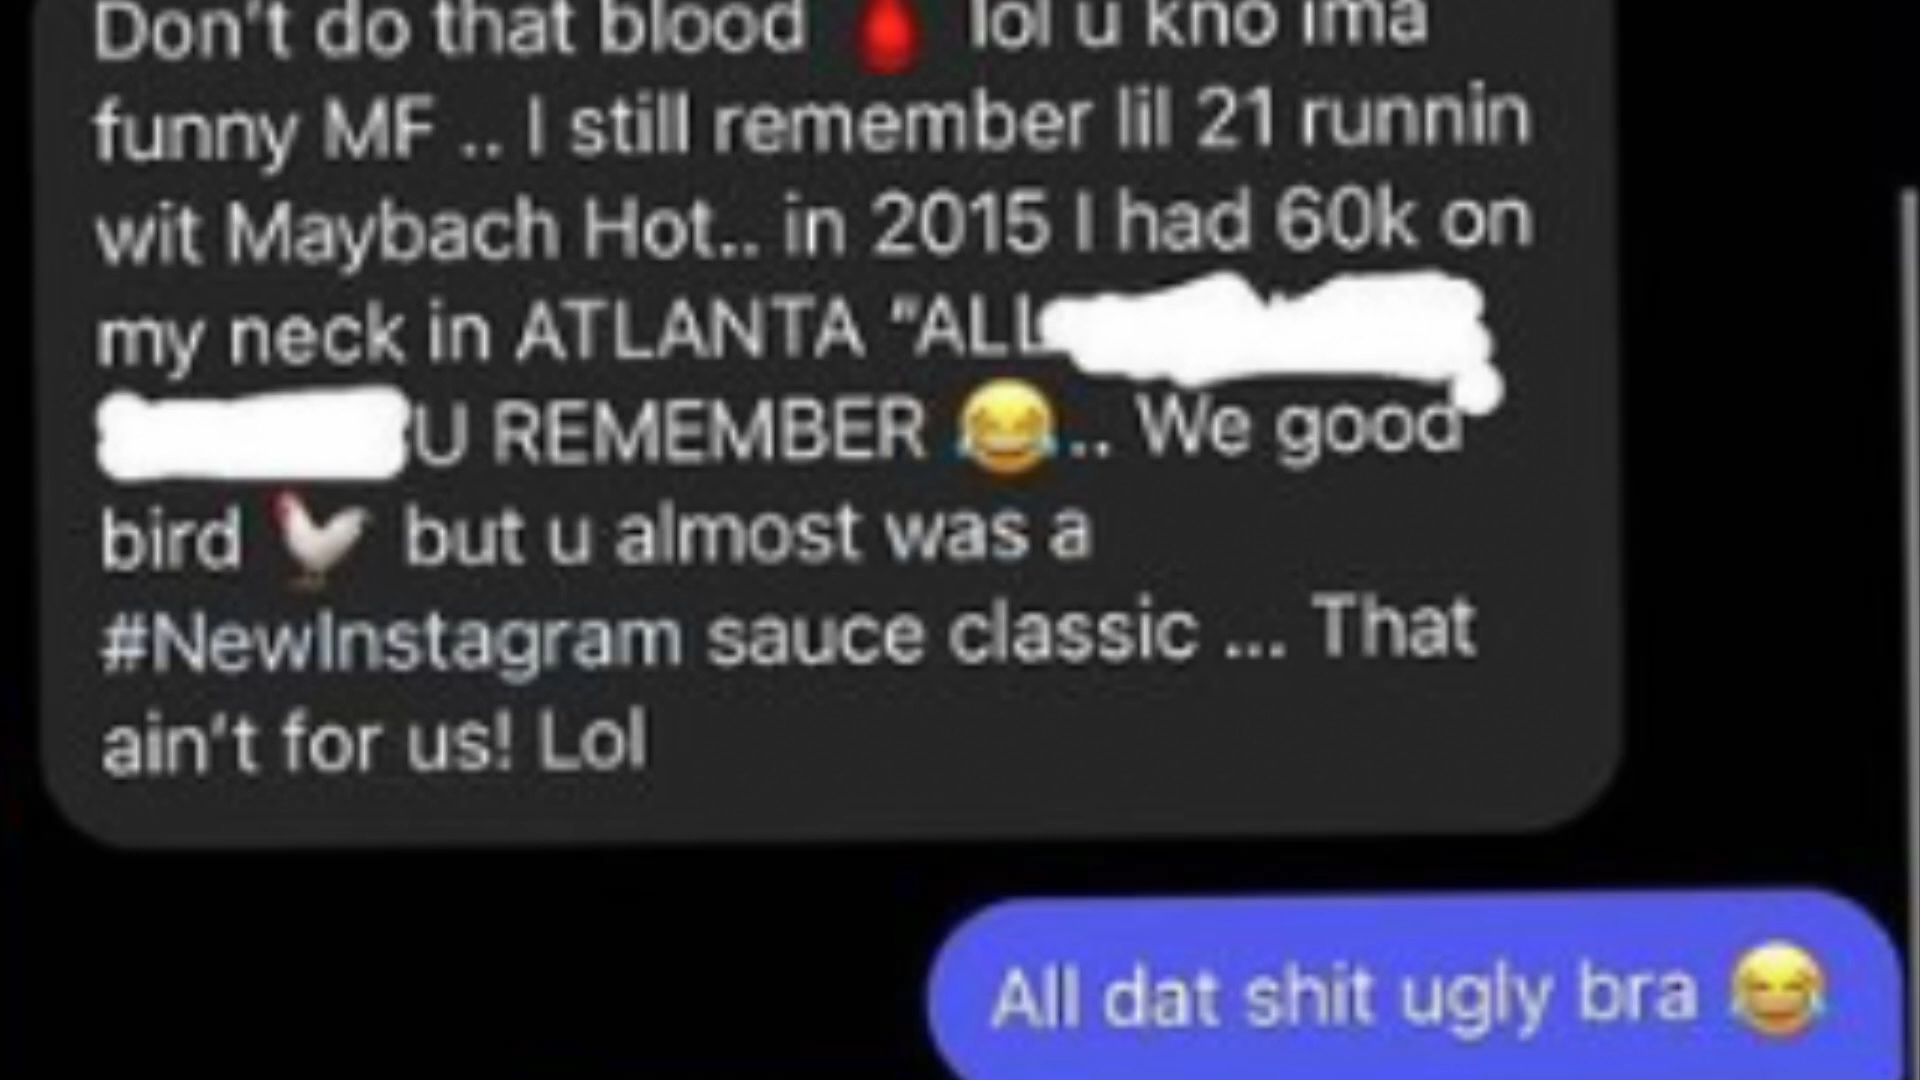 Don't do that blood 🩸 lol u kno ima
funny MF .. I still remember lil 21 runnin
wit Maybach Hot.. in 2015 I had 60k on
my neck in ATLANTA “ALL
U REMEMBER 😂.. We good
bird 🐓 but u almost was a
#NewInstagram sauce classic ... That
ain't for us! Lol
All dat shit ugly bra 😂